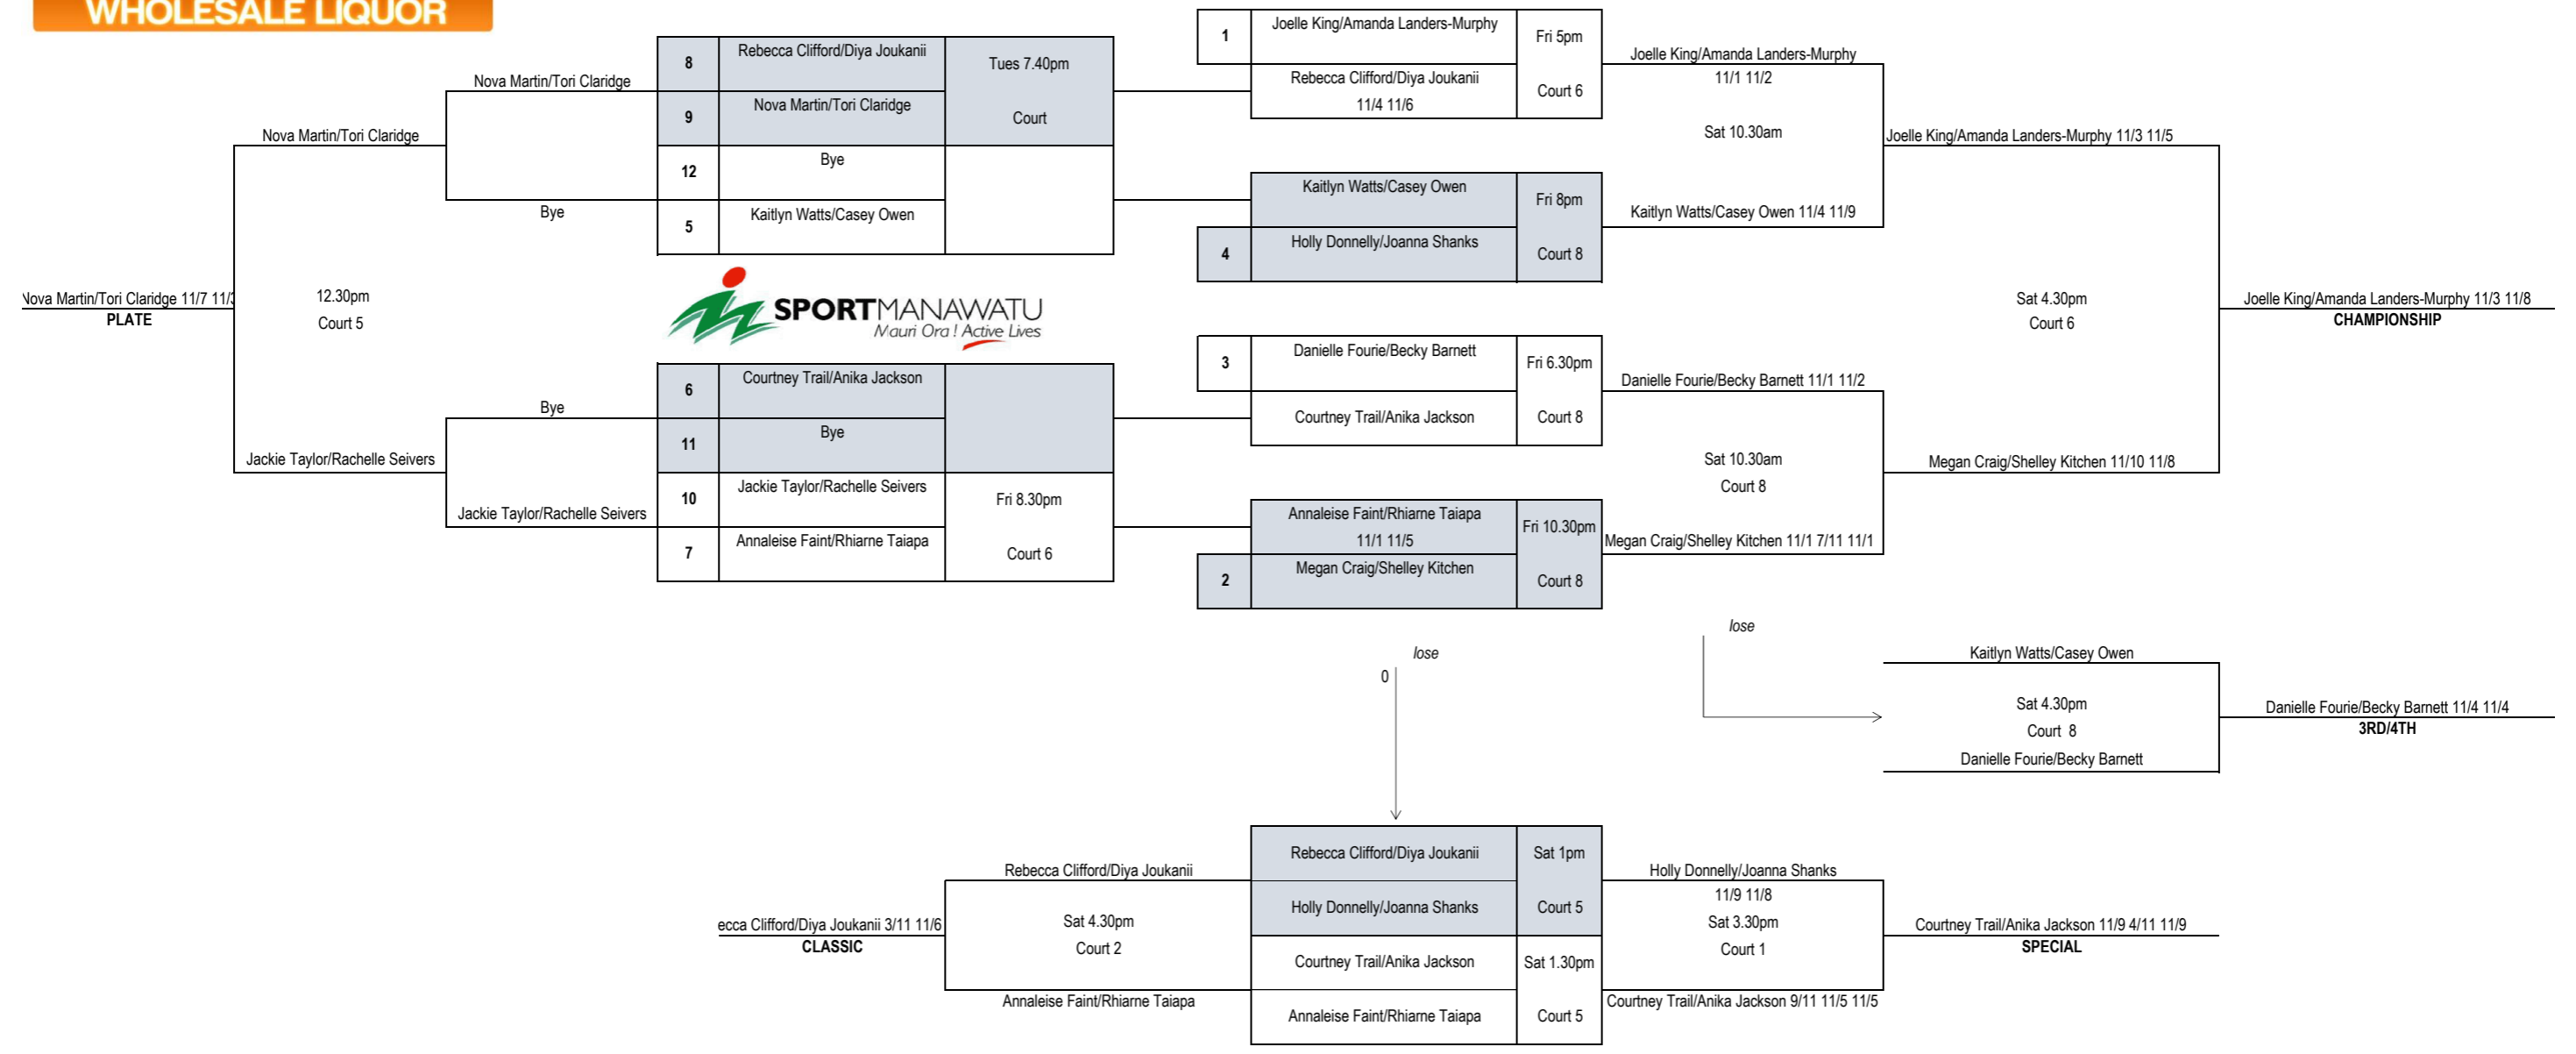 WHOLESALE LIQUOR
1
Joelle King/Amanda Landers-Murphy
Fri 5pm
Rebecca Clifford/Diya Joukanii
11/4 11/6
Court 6
Joelle King/Amanda Landers-Murphy
11/1 11/2
Sat 10.30am
Joelle King/Amanda Landers-Murphy 11/3 11/5
8
Rebecca Clifford/Diya Joukanii
Tues 7.40pm
9
Nova Martin/Tori Claridge
Court
Nova Martin/Tori Claridge
Nova Martin/Tori Claridge
12
Bye
Bye
5
Kaitlyn Watts/Casey Owen
Kaitlyn Watts/Casey Owen
Fri 8pm
4
Holly Donnelly/Joanna Shanks
Court 8
Kaitlyn Watts/Casey Owen 11/4 11/9
Nova Martin/Tori Claridge 11/7 11/3
PLATE
12.30pm
Court 5
SPORTMANAWATU
Mauri Ora ! Active Lives
Sat 4.30pm
Court 6
Joelle King/Amanda Landers-Murphy 11/3 11/8
CHAMPIONSHIP
3
Danielle Fourie/Becky Barnett
Fri 6.30pm
Courtney Trail/Anika Jackson
Court 8
Danielle Fourie/Becky Barnett 11/1 11/2
6
Courtney Trail/Anika Jackson
Bye
11
Bye
Jackie Taylor/Rachelle Seivers
Sat 10.30am
Court 8
Megan Craig/Shelley Kitchen 11/10 11/8
10
Jackie Taylor/Rachelle Seivers
Fri 8.30pm
Jackie Taylor/Rachelle Seivers
7
Annaleise Faint/Rhiarne Taiapa
Court 6
Annaleise Faint/Rhiarne Taiapa
11/1 11/5
Fri 10.30pm
2
Megan Craig/Shelley Kitchen
Court 8
Megan Craig/Shelley Kitchen 11/1 7/11 11/1
lose
lose
0
Kaitlyn Watts/Casey Owen
Sat 4.30pm
Court 8
Danielle Fourie/Becky Barnett
Danielle Fourie/Becky Barnett 11/4 11/4
3RD/4TH
Rebecca Clifford/Diya Joukanii
Sat 1pm
Holly Donnelly/Joanna Shanks
Court 5
Courtney Trail/Anika Jackson
Sat 1.30pm
Annaleise Faint/Rhiarne Taiapa
Court 5
Rebecca Clifford/Diya Joukanii
Sat 4.30pm
Court 2
Annaleise Faint/Rhiarne Taiapa
ecca Clifford/Diya Joukanii 3/11 11/6
CLASSIC
Holly Donnelly/Joanna Shanks
11/9 11/8
Sat 3.30pm
Court 1
Courtney Trail/Anika Jackson 9/11 11/5 11/5
Courtney Trail/Anika Jackson 11/9 4/11 11/9
SPECIAL